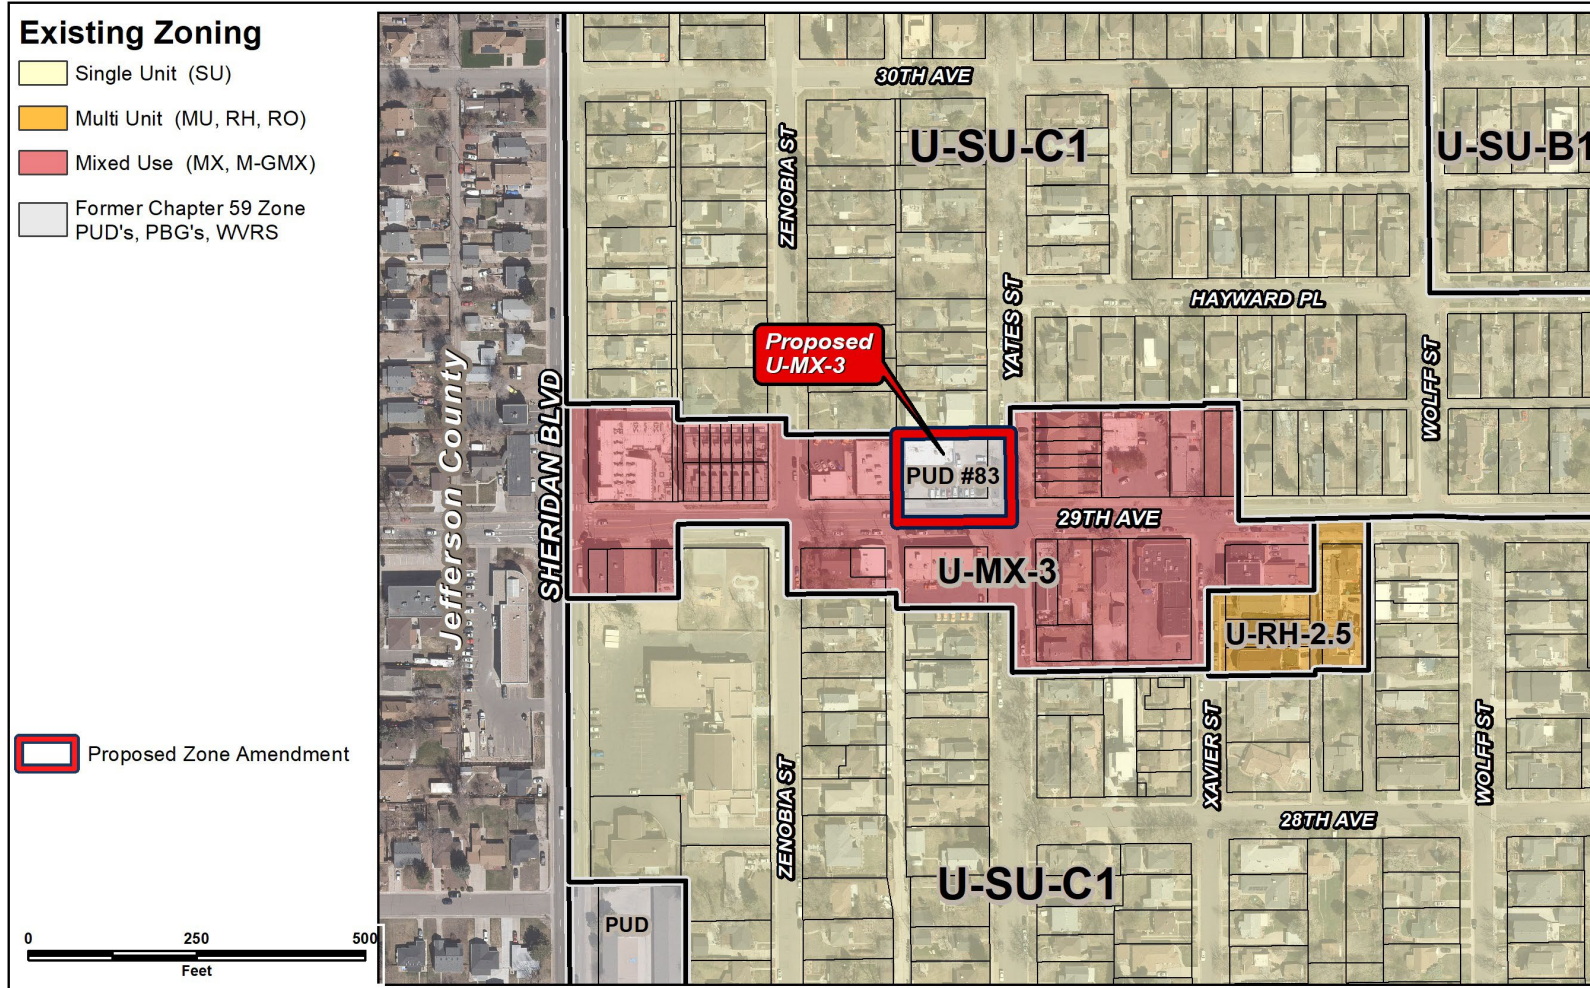 Existing Zoning
Single Unit (SU)
Multi Unit (MU, RH, RO)
Mixed Use (MX, M-GMX)
Former Chapter 59 Zone
PUD's, PBG's, WVRS
Proposed Zone Amendment
0 250 500
Feet
30TH AVE
U-SU-C1
U-SU-B1
ZENOBIA ST
HAYWARD PL
YATES ST
Proposed
U-MX-3
WOLFF ST
Jefferson County
SHERIDAN BLVD
PUD #83
29TH AVE
U-MX-3
U-RH-2.5
XAVIER ST
WOLFF ST
ZENOBIA ST
28TH AVE
U-SU-C1
PUD